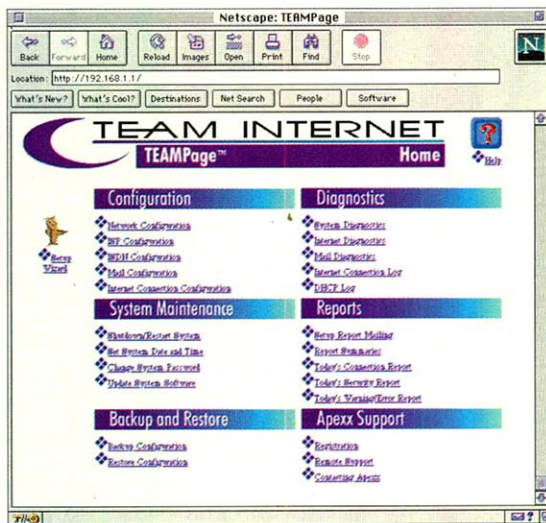 Netscape: TEAMPage
Back Forward Home Reload Images Open Print Find Stop
N
Location: http://192.168.1.1/
What's New? What's Cool? Destinations Net Search People Software
TEAM INTERNET
TEAMPage™ Home
Help
Setup Wizard
Configuration
Network Configuration
ISP Configuration
ISDN Configuration
Mail Configuration
Internet Connection Configuration
Diagnostics
System Diagnostics
Internet Diagnostics
Mail Diagnostics
Internet Connection Log
DHCP Log
System Maintenance
Shutdown/Restart System
Set System Date and Time
Change System Password
Update System Software
Reports
Setup Report Mailing
Report Summaries
Today's Connection Report
Today's Security Report
Today's Warning/Error Report
Backup and Restore
Backup Configuration
Restore Configuration
Apexx Support
Registration
Remote Support
Contacting Apexx